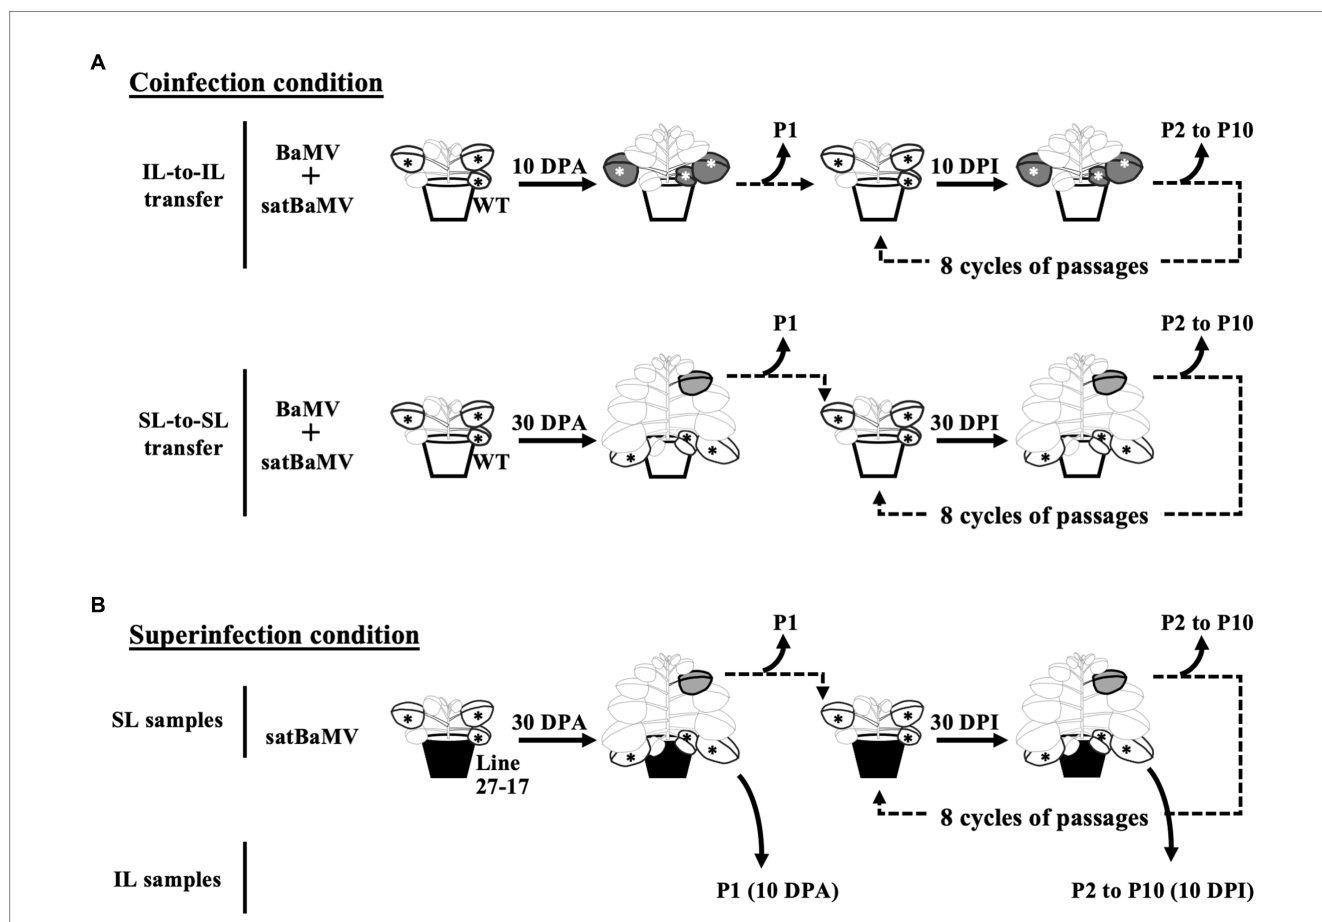 A
Coinfection condition
IL-to-IL
transfer
BaMV
+
satBaMV
WT
10 DPA
P1
10 DPI
P2 to P10
8 cycles of passages
SL-to-SL
transfer
BaMV
+
satBaMV
WT
30 DPA
P1
30 DPI
P2 to P10
8 cycles of passages
B
Superinfection condition
SL samples
satBaMV
Line
27-17
30 DPA
P1
30 DPI
P2 to P10
8 cycles of passages
IL samples
P1 (10 DPA)
P2 to P10 (10 DPI)